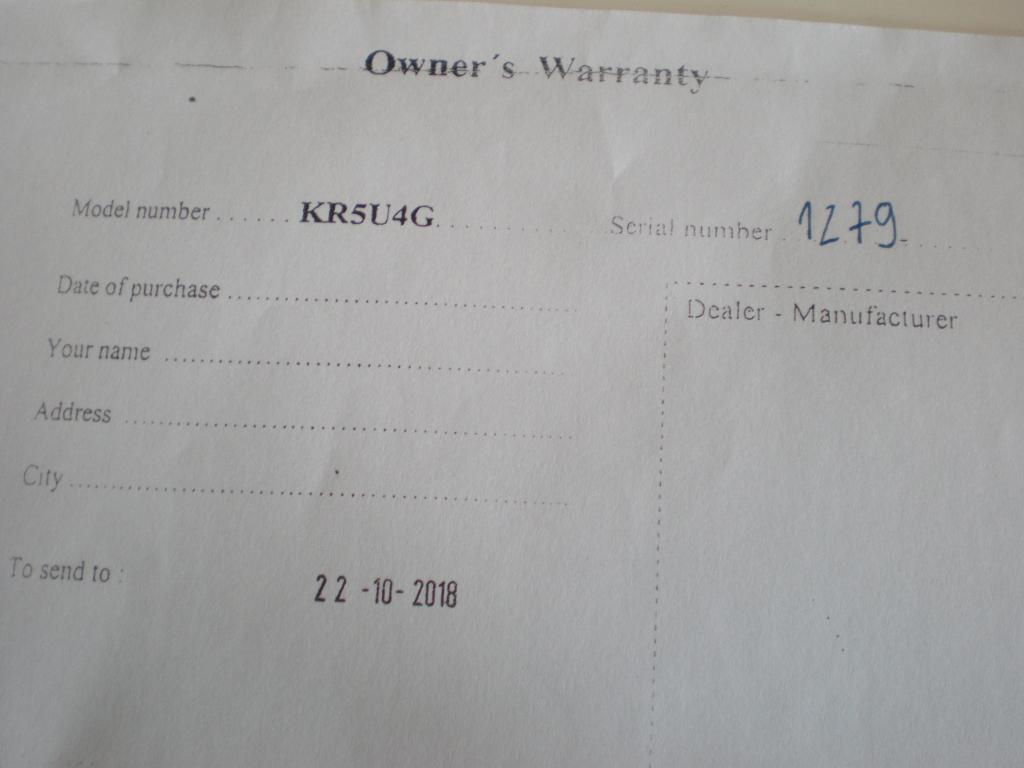 Owner´s Warranty
Model number ...... KR5U4G............... Serial number .. 1279..........
Date of purchase ................................................
Dealer - Manufacturer
Your name ........................................................
Address ............................................................
City ....................................................................
To send to :
22 -10- 2018